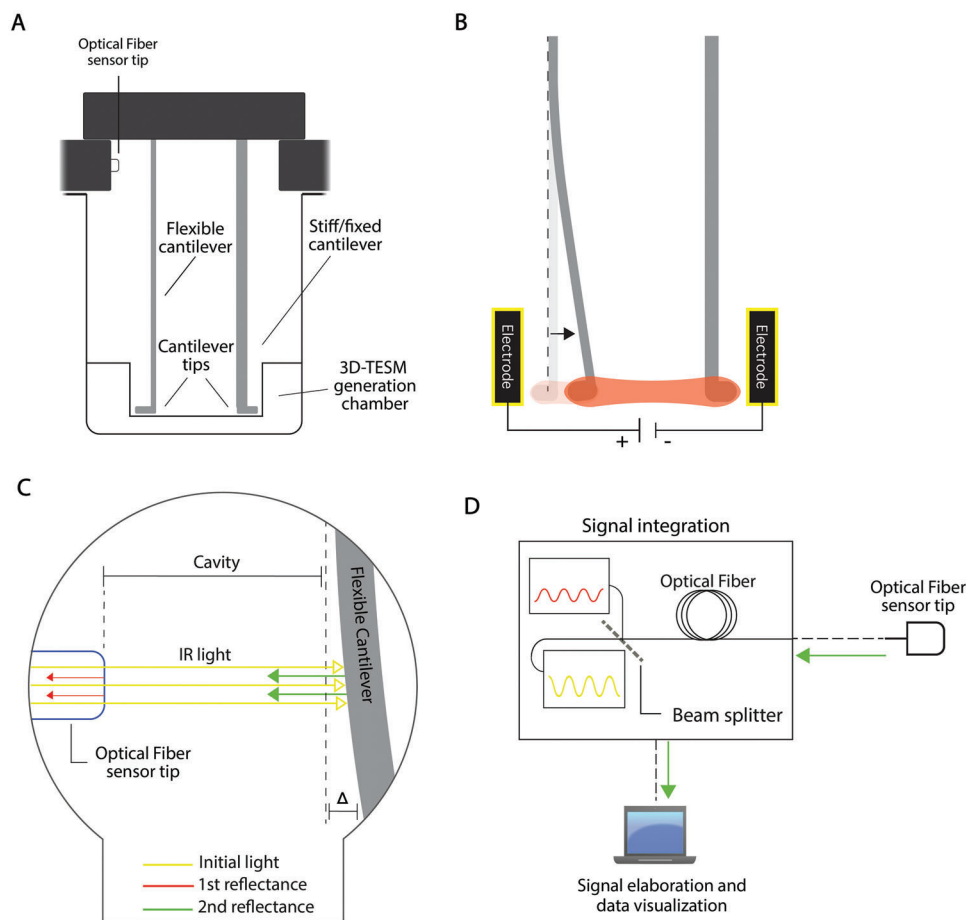 A
Optical Fiber
sensor tip
Flexible
cantilever
Stiff/fixed
cantilever
Cantilever
tips
3D-TESM
generation
chamber
B
Electrode
Electrode
+ -
C
Cavity
Flexible Cantilever
IR light
Optical Fiber
sensor tip
Δ
Initial light
1st reflectance
2nd reflectance
D
Signal integration
Optical Fiber
Optical Fiber
sensor tip
Beam splitter
Signal elaboration and
data visualization